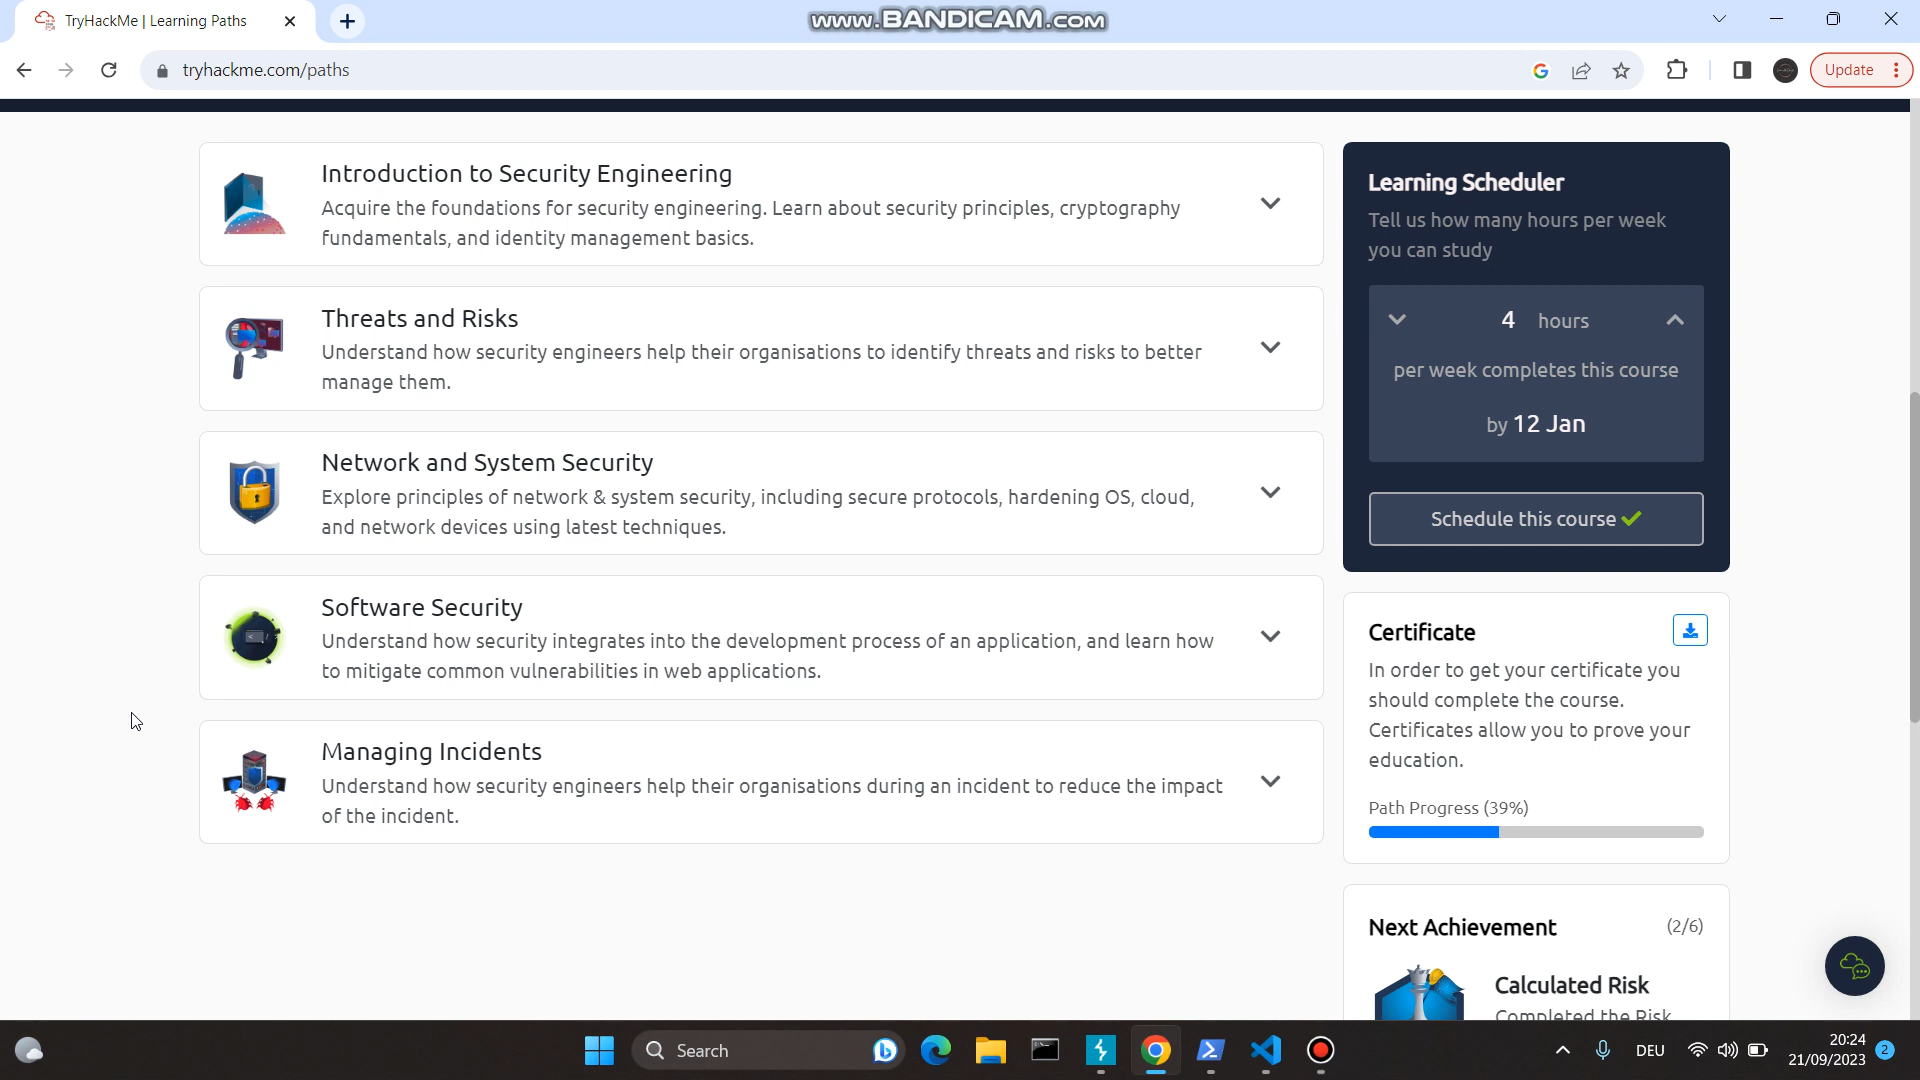 TryHackMe | Learning Paths
www.BANDICAM.com
tryhackme.com/paths
Update
Introduction to Security Engineering
Acquire the foundations for security engineering. Learn about security principles, cryptography
fundamentals, and identity management basics.
Threats and Risks
Understand how security engineers help their organisations to identify threats and risks to better
manage them.
Network and System Security
Explore principles of network & system security, including secure protocols, hardening OS, cloud,
and network devices using latest techniques.
Software Security
Understand how security integrates into the development process of an application, and learn how
to mitigate common vulnerabilities in web applications.
Managing Incidents
Understand how security engineers help their organisations during an incident to reduce the impact
of the incident.
Learning Scheduler
Tell us how many hours per week
you can study
4 hours
per week completes this course
by 12 Jan
Schedule this course
Certificate
In order to get your certificate you
should complete the course.
Certificates allow you to prove your
education.
Path Progress (39%)
Next Achievement (2/6)
Calculated Risk
Completed the Risk
Search
DEU
20:24
21/09/2023
2